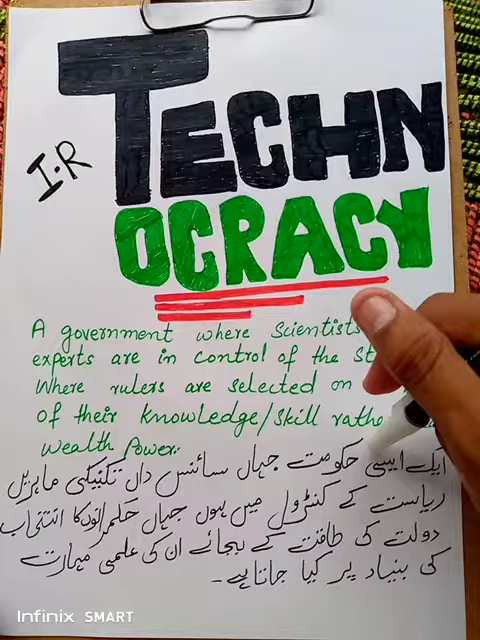 I.R
TECHN
OCRACY
A government where Scientists
experts are in control of the St
Where rulers are selected on
of their knowledge/skill rathe
wealth Power.
ایک ایسی حکومت جہاں سائنس داں تکنیکی ماہرین
ریاست کے کنٹرول میں ہوں جہاں حکمرانوں کا انتخاب
دولت کی طاقت کے بجائے ان کی علمی مہارت
کی بنیاد پر کیا جاتا ہے۔
Infinix SMART